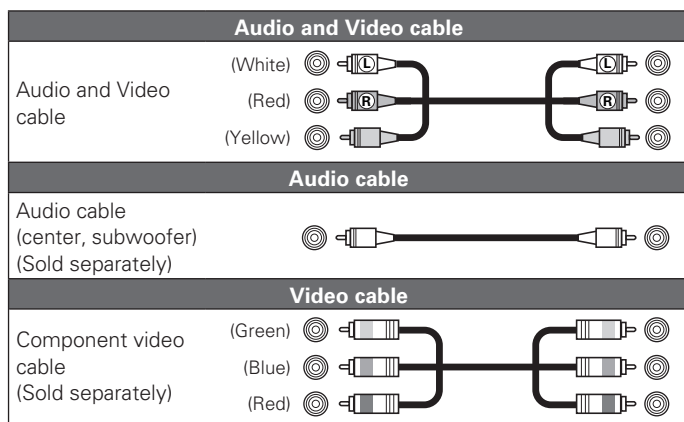 Audio and Video cable
Audio and Video
cable
(White) L L
(Red) R R
(Yellow)
Audio cable
Audio cable
(center, subwoofer)
(Sold separately)
Video cable
Component video
cable
(Sold separately)
(Green)
(Blue)
(Red)